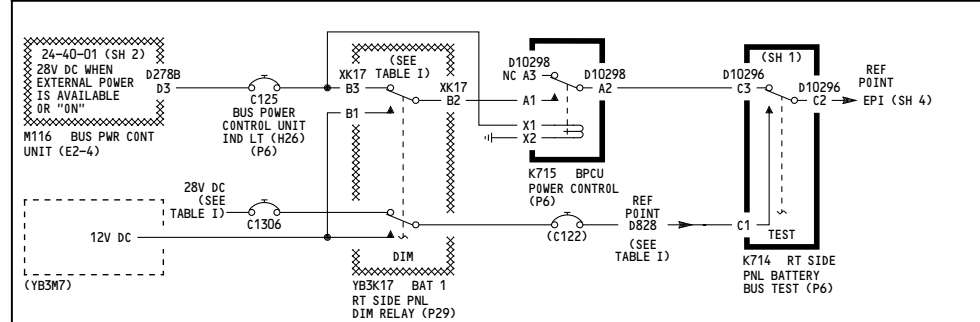 24-40-01 (SH 2)
28V DC WHEN
EXTERNAL POWER
IS AVAILABLE
OR "ON"
D278B
D3
M116 BUS PWR CONT
UNIT (E2-4)
C125
BUS POWER
CONTROL UNIT
IND LT (H26)
(P6)
(SEE
TABLE I)
XK17
B3
B1
XK17
B2
D10298
NC A3
A1
X1
X2
D10298
A2
K715 BPCU
POWER CONTROL
(P6)
(SH 1)
D10296
C3
D10296
C2
REF
POINT
EPI (SH 4)
28V DC
(SEE
TABLE I)
C1306
12V DC
(YB3M7)
DIM
YB3K17 BAT 1
RT SIDE PNL
DIM RELAY (P29)
(C122)
REF
POINT
D828
(SEE
TABLE I)
C1
TEST
K714 RT SIDE
PNL BATTERY
BUS TEST (P6)